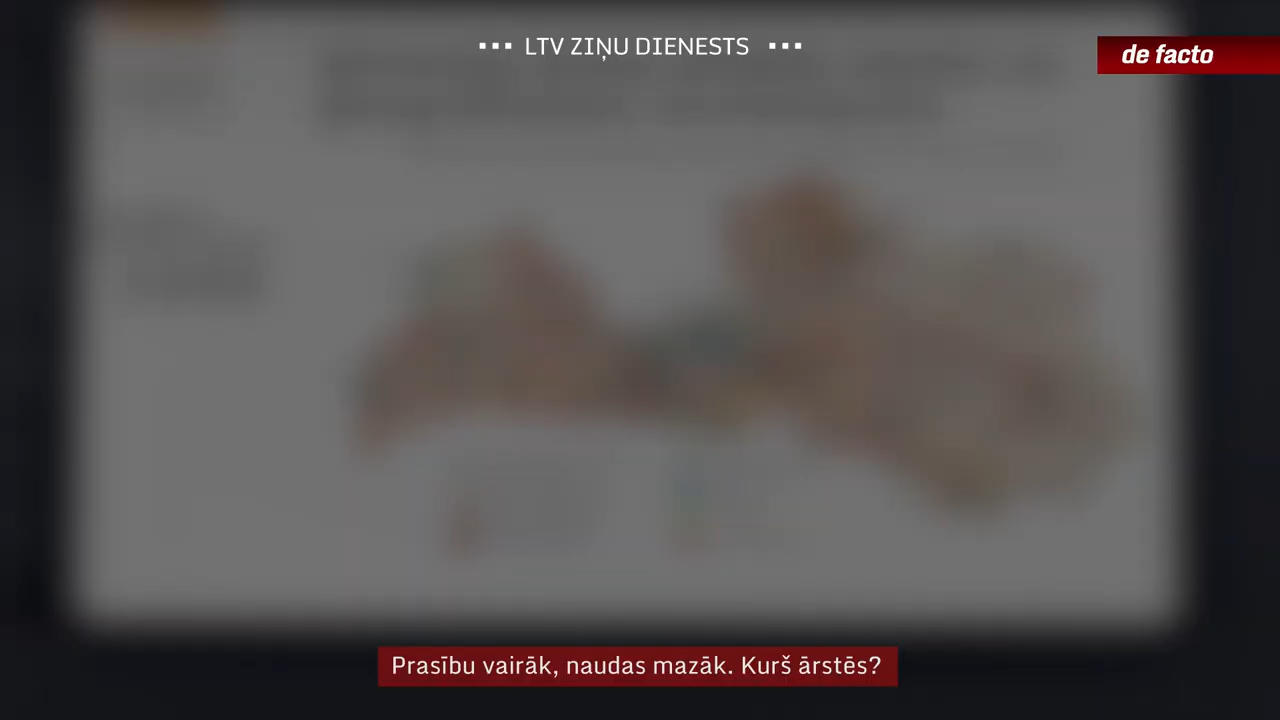 LTV ZIŅU DIENESTS
de facto
Prasību vairāk, naudas mazāk. Kurš ārstēs?